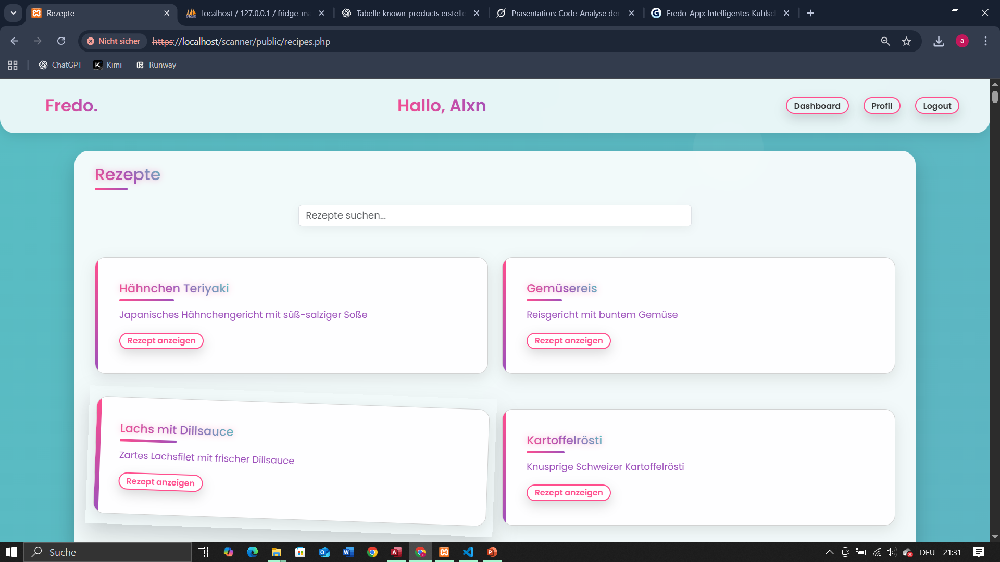 Rezepte
localhost / 127.0.0.1 / fridge_ma
Tabelle known_products erstelle
Präsentation: Code-Analyse der
Fredo-App: Intelligentes Kühlsc
Nicht sicher
https://localhost/scanner/public/recipes.php
a
ChatGPT
Kimi
Runway
Fredo.
Hallo, Alxn
Dashboard
Profil
Logout
Rezepte
Rezepte suchen...
Hähnchen Teriyaki
Japanisches Hähnchengericht mit süß-salziger Soße
Rezept anzeigen
Gemüsereis
Reisgericht mit buntem Gemüse
Rezept anzeigen
Lachs mit Dillsauce
Zartes Lachsfilet mit frischer Dillsauce
Rezept anzeigen
Kartoffelrösti
Knusprige Schweizer Kartoffelrösti
Rezept anzeigen
Suche
DEU
21:31